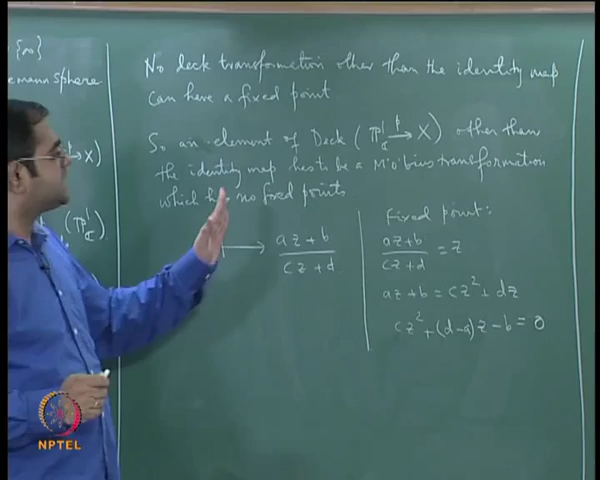 {∞}
emann sphere
→ X)
(ℙ¹_ℂ)
No deck transformation other than the identity map
can have a fixed point
So an element of Deck (ℙ¹_ℂ –p→ X) other than
the identity map has to be a Möbius transformation
which has no fixed points
⟶ az+b / cz+d
Fixed point:
az+b / cz+d = z
az+b = cz²+dz
cz²+(d-a)z-b=0
NPTEL